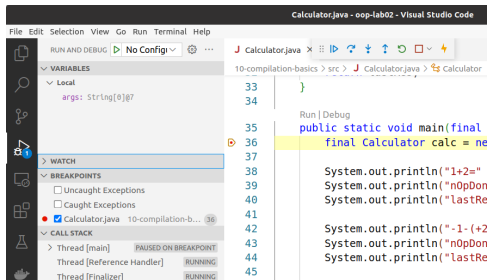 Calculator.java - oop-lab02 - Visual Studio Code
File Edit Selection View Go Run Terminal Help
RUN AND DEBUG No Configu
VARIABLES
Local
args: String[0]@7
WATCH
BREAKPOINTS
Uncaught Exceptions
Caught Exceptions
Calculator.java 10-compilation-b... 36
CALL STACK
Thread [main] PAUSED ON BREAKPOINT
Thread [Reference Handler] RUNNING
Thread [Finalizer] RUNNING
1
J Calculator.java
10-compilation-basics > src > J Calculator.java > Calculator
33 }
34
Run | Debug
35 public static void main(final
36 final Calculator calc = ne
37
38 System.out.println("1+2="
39 System.out.println("nOpDon
40 System.out.println("lastRe
41
42 System.out.println("-1-(+2
43 System.out.println("nOpDon
44 System.out.println("lastRe
45